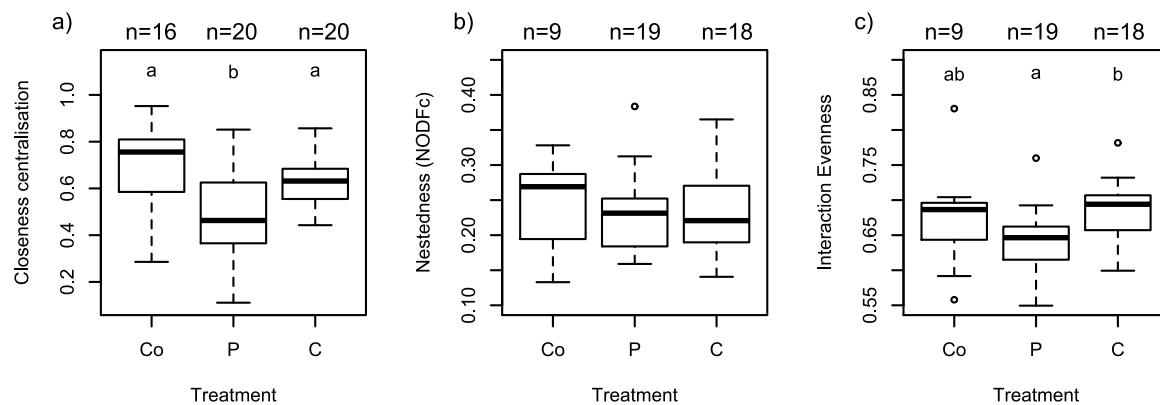 a)
n=16 n=20 n=20
a b a
Closeness centralisation
1.0
0.8
0.6
0.4
0.2
Co P C
Treatment
b)
n=9 n=19 n=18
Nestedness (NODFc)
0.40
0.30
0.20
0.10
Co P C
Treatment
c)
n=9 n=19 n=18
ab a b
Interaction Evenness
0.85
0.75
0.65
0.55
Co P C
Treatment